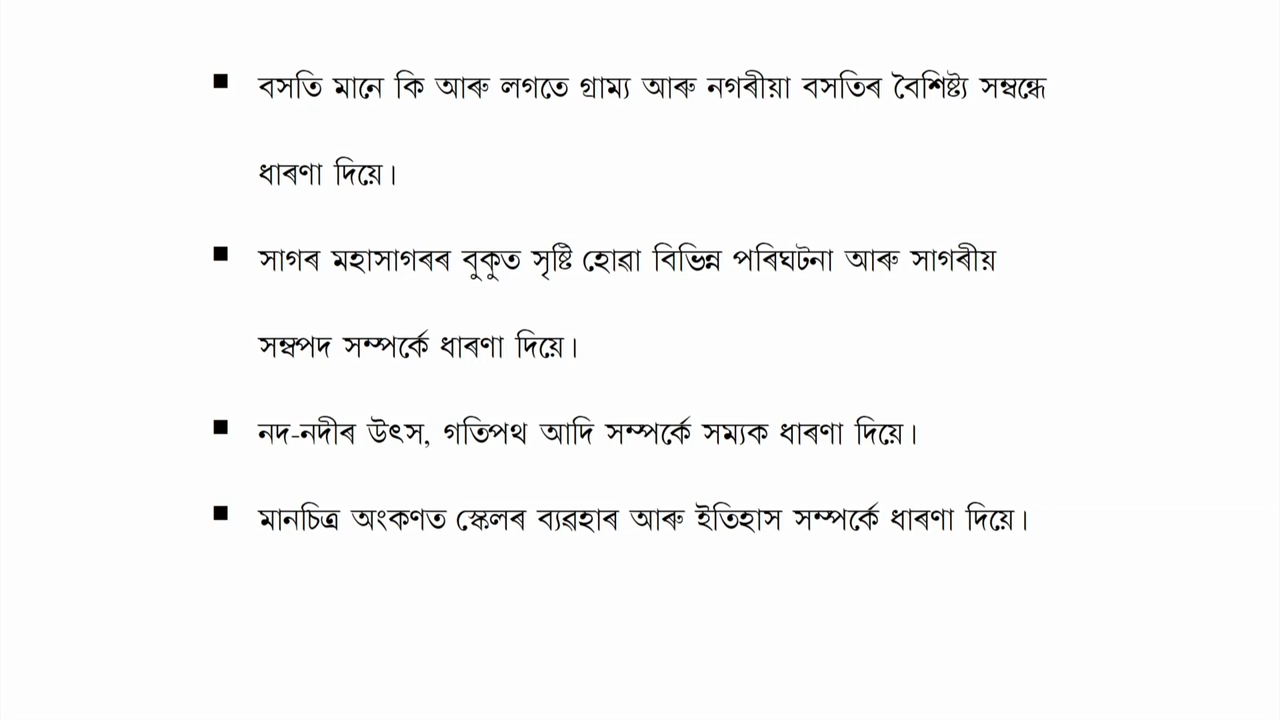 ▪ বসতি মানে কি আৰু লগতে গ্ৰাম্য আৰু নগৰীয়া বসতিৰ বৈশিষ্ট্য সম্বন্ধে
ধাৰণা দিয়ে।
▪ সাগৰ মহাসাগৰৰ বুকুত সৃষ্টি হোৱা বিভিন্ন পৰিঘটনা আৰু সাগৰীয়
সম্বপদ সম্পৰ্কে ধাৰণা দিয়ে।
▪ নদ-নদীৰ উৎস, গতিপথ আদি সম্পৰ্কে সম্যক ধাৰণা দিয়ে।
▪ মানচিত্ৰ অংকণত স্কেলৰ ব্যৱহাৰ আৰু ইতিহাস সম্পৰ্কে ধাৰণা দিয়ে।